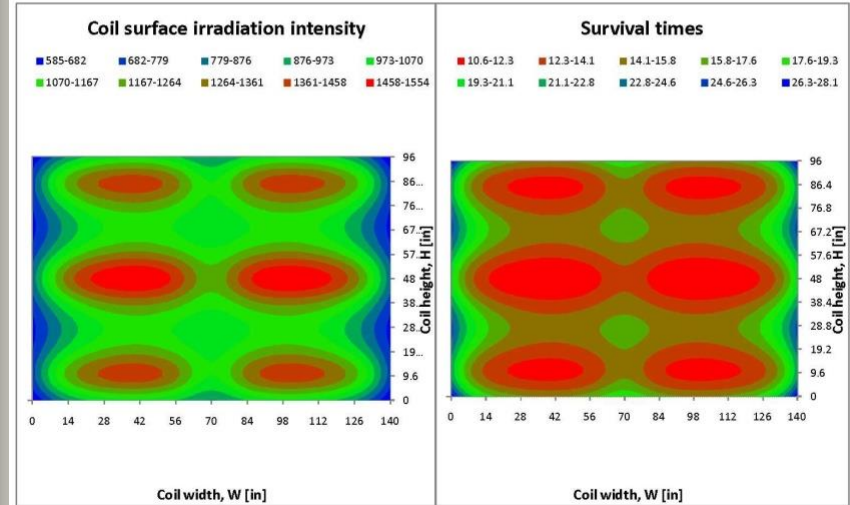 Coil surface irradiation intensity
585-682 682-779 779-876 876-973 973-1070
1070-1167 1167-1264 1264-1361 1361-1458 1458-1554
96
86...
76...
67...
57...
48
38...
28...
19...
9.6
0
Coil height, H [in]
0 14 28 42 56 70 84 98 112 126 140
Coil width, W [in]
Survival times
10.6-12.3 12.3-14.1 14.1-15.8 15.8-17.6 17.6-19.3
19.3-21.1 21.1-22.8 22.8-24.6 24.6-26.3 26.3-28.1
96
86.4
76.8
67.2
57.6
48
38.4
28.8
19.2
9.6
0
Coil height, H [in]
0 14 28 42 56 70 84 98 112 126 140
Coil width, W [in]